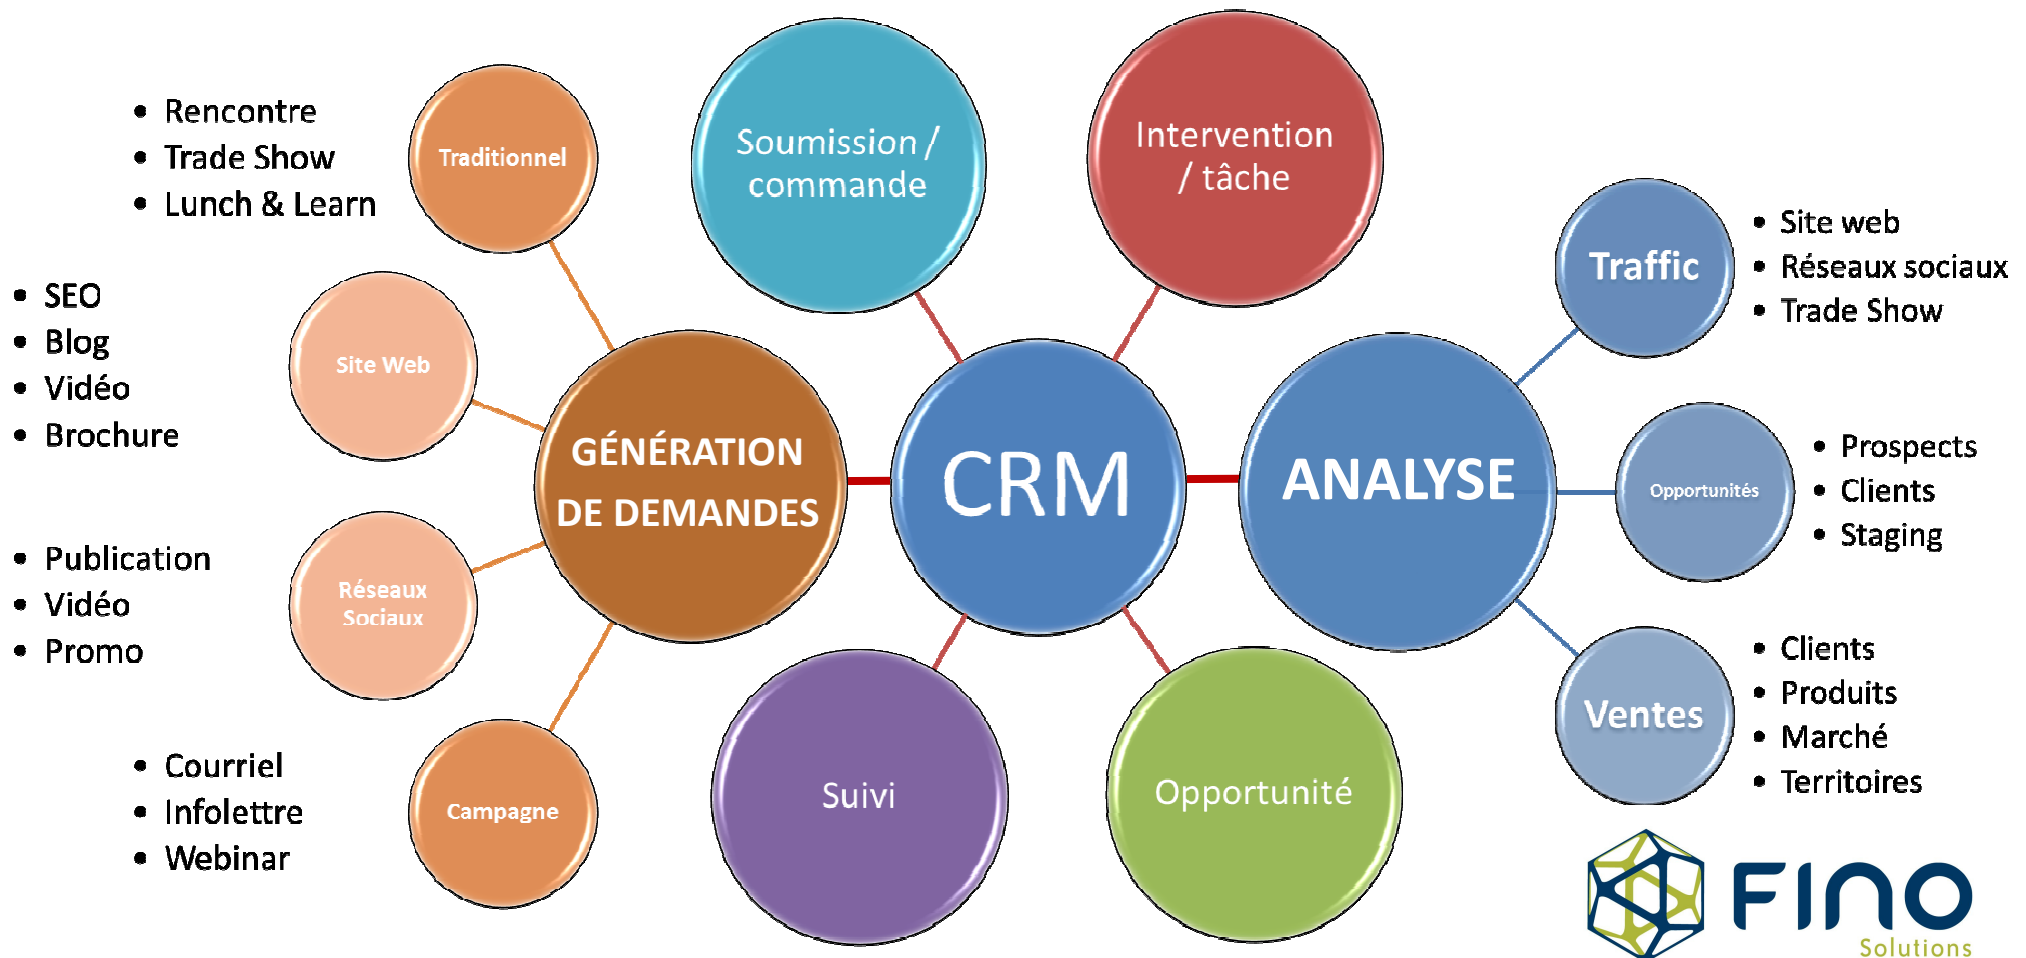 • Rencontre
• Trade Show
• Lunch & Learn
Traditionnel
• SEO
• Blog
• Vidéo
• Brochure
Site Web
• Publication
• Vidéo
• Promo
Réseaux
Sociaux
• Courriel
• Infolettre
• Webinar
Campagne
GÉNÉRATION
DE DEMANDES
Soumission /
commande
Intervention
/ tâche
CRM
Suivi
Opportunité
ANALYSE
Traffic
• Site web
• Réseaux sociaux
• Trade Show
Opportunités
• Prospects
• Clients
• Staging
Ventes
• Clients
• Produits
• Marché
• Territoires
FINO
Solutions